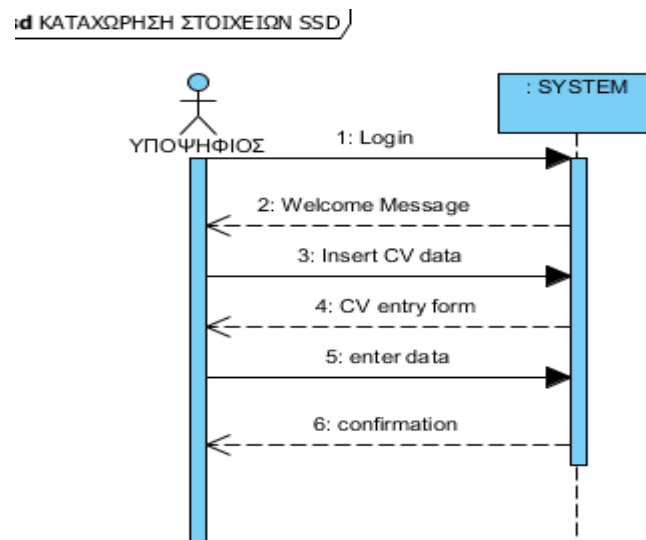 sd ΚΑΤΑΧΩΡΗΣΗ ΣΤΟΙΧΕΙΩΝ SSD
: SYSTEM
ΥΠΟΨΗΦΙΟΣ
1: Login
2: Welcome Message
3: Insert CV data
4: CV entry form
5: enter data
6: confirmation